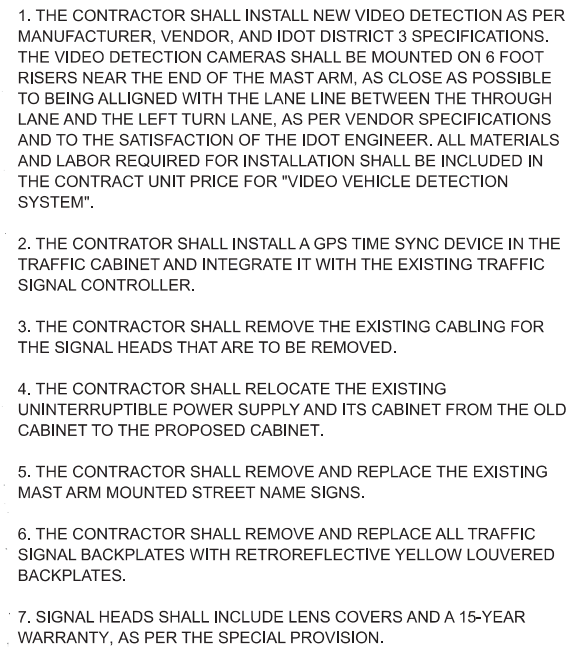 1. THE CONTRACTOR SHALL INSTALL NEW VIDEO DETECTION AS PER
MANUFACTURER, VENDOR, AND IDOT DISTRICT 3 SPECIFICATIONS.
THE VIDEO DETECTION CAMERAS SHALL BE MOUNTED ON 6 FOOT
RISERS NEAR THE END OF THE MAST ARM, AS CLOSE AS POSSIBLE
TO BEING ALLIGNED WITH THE LANE LINE BETWEEN THE THROUGH
LANE AND THE LEFT TURN LANE, AS PER VENDOR SPECIFICATIONS
AND TO THE SATISFACTION OF THE IDOT ENGINEER. ALL MATERIALS
AND LABOR REQUIRED FOR INSTALLATION SHALL BE INCLUDED IN
THE CONTRACT UNIT PRICE FOR "VIDEO VEHICLE DETECTION
SYSTEM".
2. THE CONTRATOR SHALL INSTALL A GPS TIME SYNC DEVICE IN THE
TRAFFIC CABINET AND INTEGRATE IT WITH THE EXISTING TRAFFIC
SIGNAL CONTROLLER.
3. THE CONTRACTOR SHALL REMOVE THE EXISTING CABLING FOR
THE SIGNAL HEADS THAT ARE TO BE REMOVED.
4. THE CONTRACTOR SHALL RELOCATE THE EXISTING
UNINTERRUPTIBLE POWER SUPPLY AND ITS CABINET FROM THE OLD
CABINET TO THE PROPOSED CABINET.
5. THE CONTRACTOR SHALL REMOVE AND REPLACE THE EXISTING
MAST ARM MOUNTED STREET NAME SIGNS.
6. THE CONTRACTOR SHALL REMOVE AND REPLACE ALL TRAFFIC
SIGNAL BACKPLATES WITH RETROREFLECTIVE YELLOW LOUVERED
BACKPLATES.
7. SIGNAL HEADS SHALL INCLUDE LENS COVERS AND A 15-YEAR
WARRANTY, AS PER THE SPECIAL PROVISION.